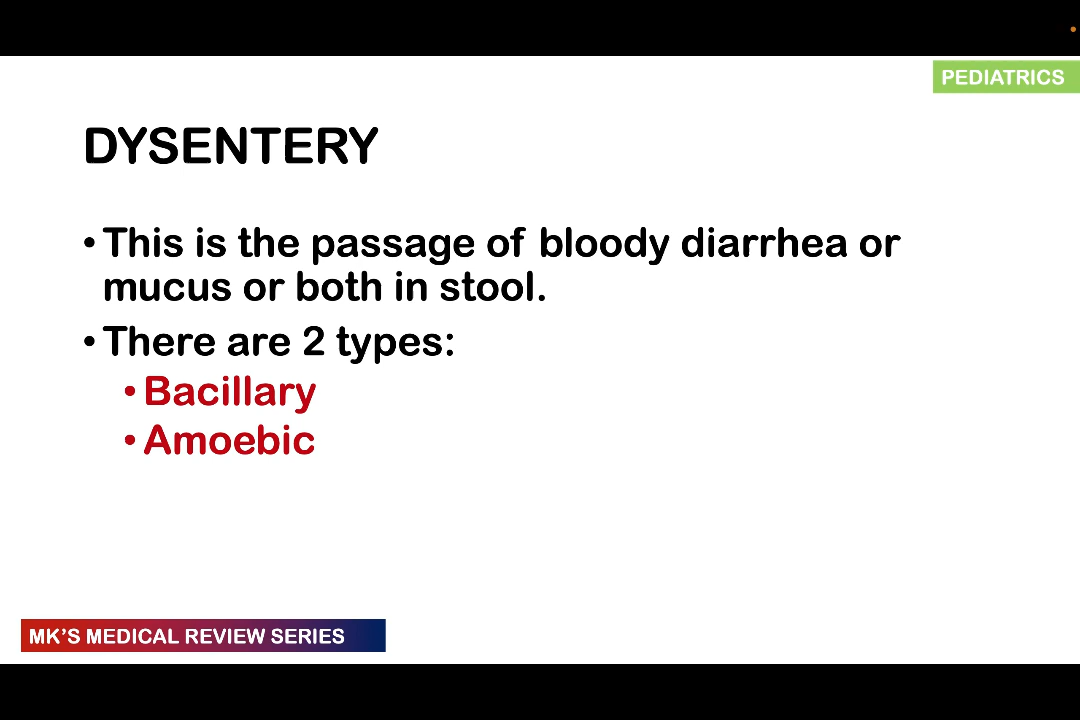 PEDIATRICS
DYSENTERY
• This is the passage of bloody diarrhea or
mucus or both in stool.
• There are 2 types:
• Bacillary
• Amoebic
MK'S MEDICAL REVIEW SERIES